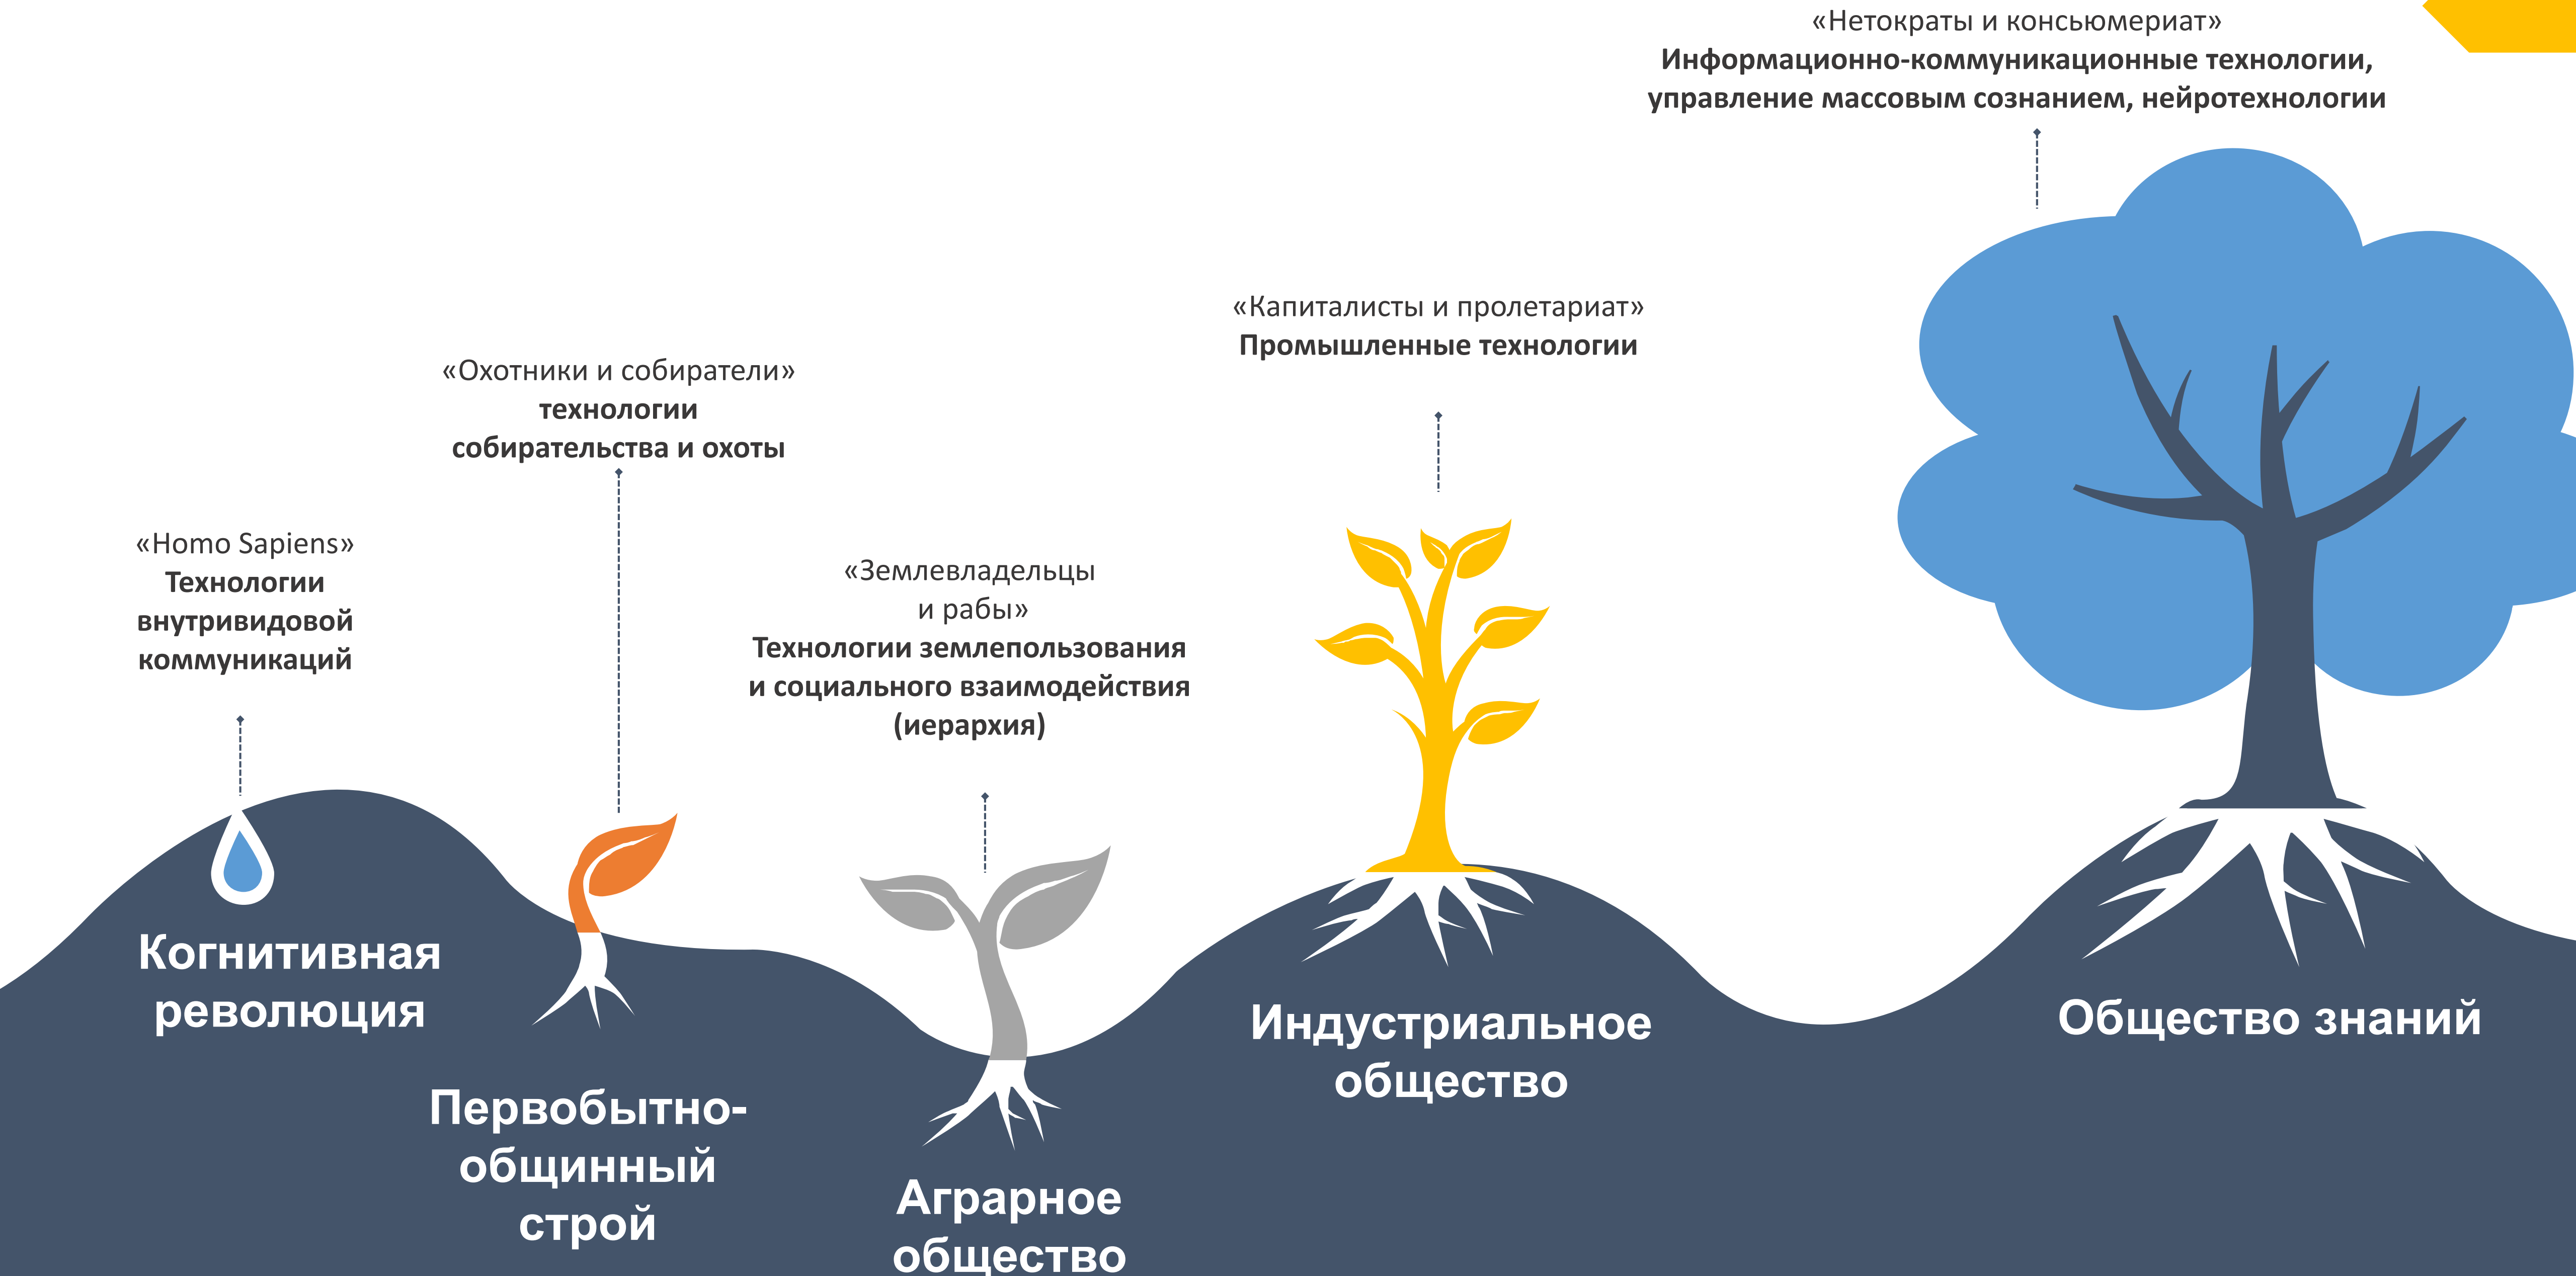 «Нетократы и консьюмериат»
Информационно-коммуникационные технологии,
управление массовым сознанием, нейротехнологии
«Капиталисты и пролетариат»
Промышленные технологии
«Охотники и собиратели»
технологии
собирательства и охоты
«Homo Sapiens»
Технологии
внутривидовой
коммуникаций
«Землевладельцы
и рабы»
Технологии землепользования
и социального взаимодействия
(иерархия)
Когнитивная
революция
Первобытно-
общинный
строй
Аграрное
общество
Индустриальное
общество
Общество знаний